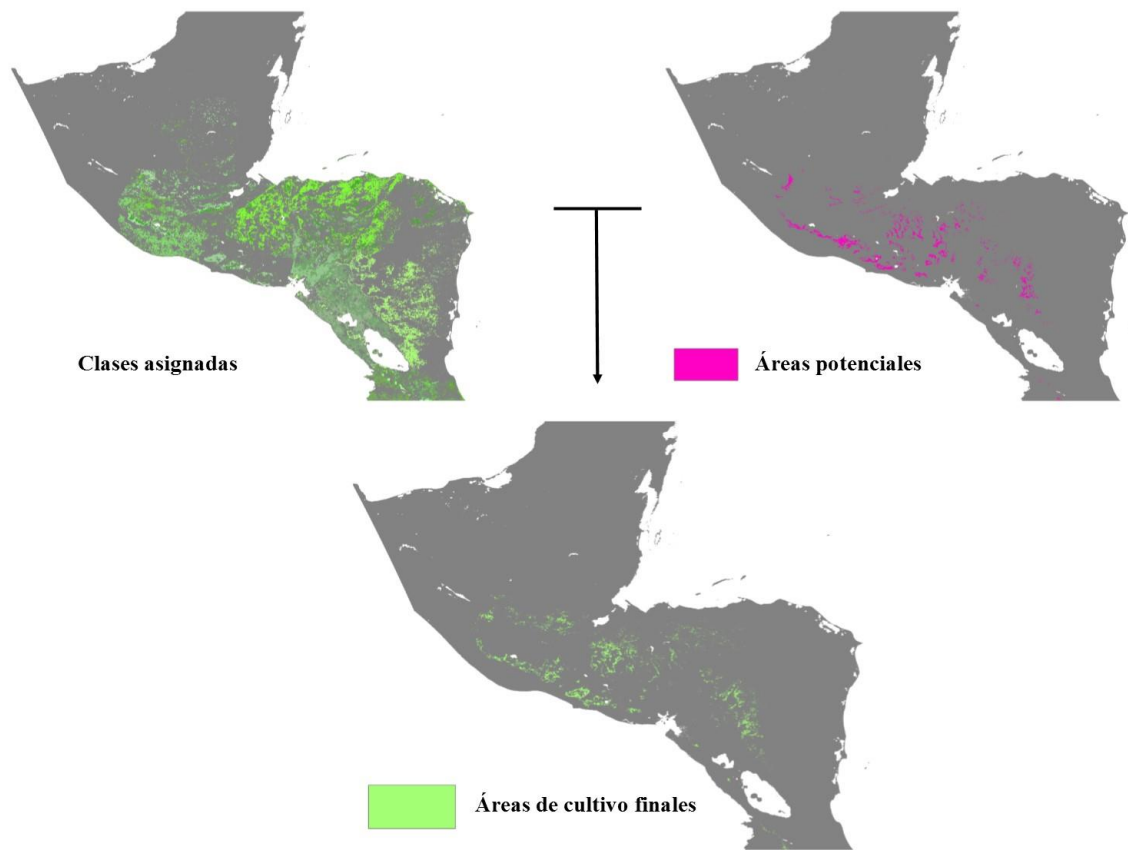 Clases asignadas
Áreas potenciales
Áreas de cultivo finales